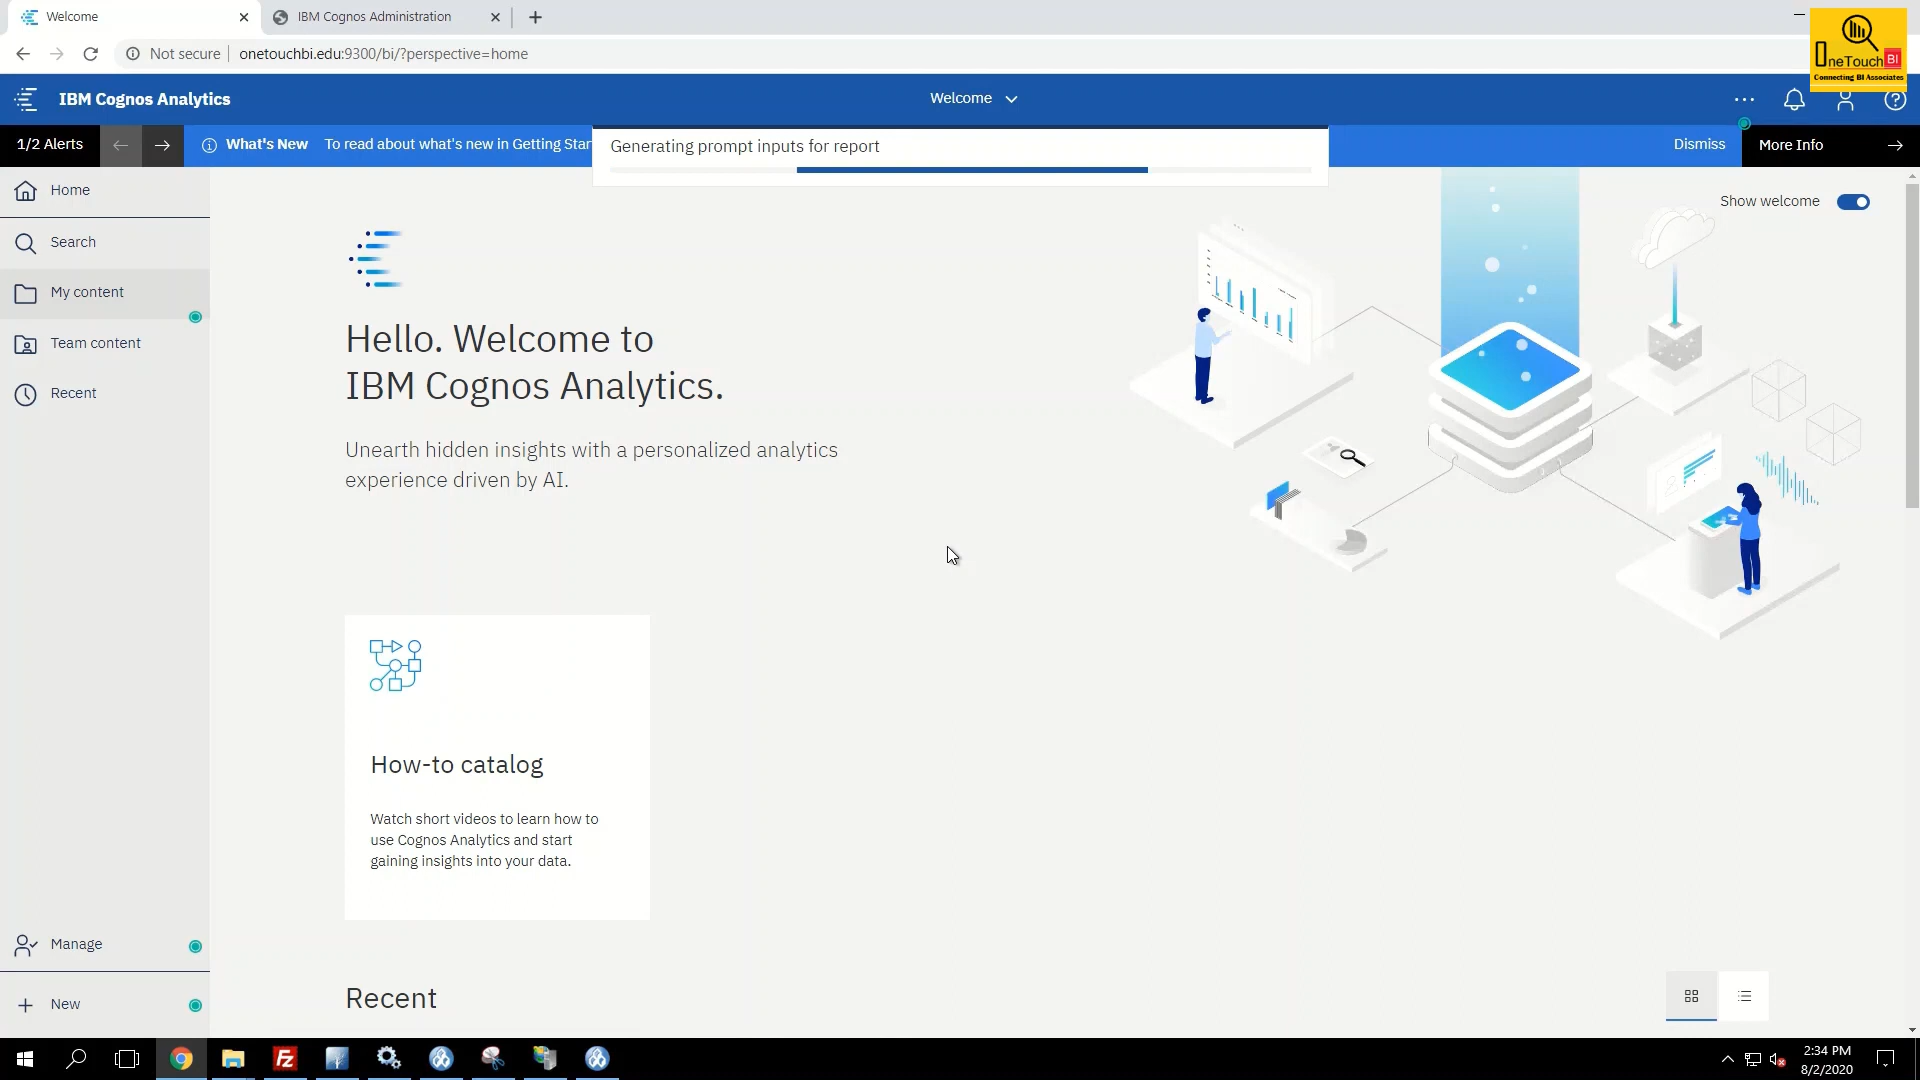 Welcome
IBM Cognos Administration
Not secure
onetouchbi.edu:9300/bi/?perspective=home
OneTouch BI
Connecting BI Associates
IBM Cognos Analytics
Welcome
1/2 Alerts
What's New
To read about what's new in Getting Star
Generating prompt inputs for report
Dismiss
More Info
Home
Show welcome
Search
My content
Team content
Recent
Hello. Welcome to
IBM Cognos Analytics.
Unearth hidden insights with a personalized analytics
experience driven by AI.
How-to catalog
Watch short videos to learn how to
use Cognos Analytics and start
gaining insights into your data.
Manage
New
Recent
2:34 PM
8/2/2020